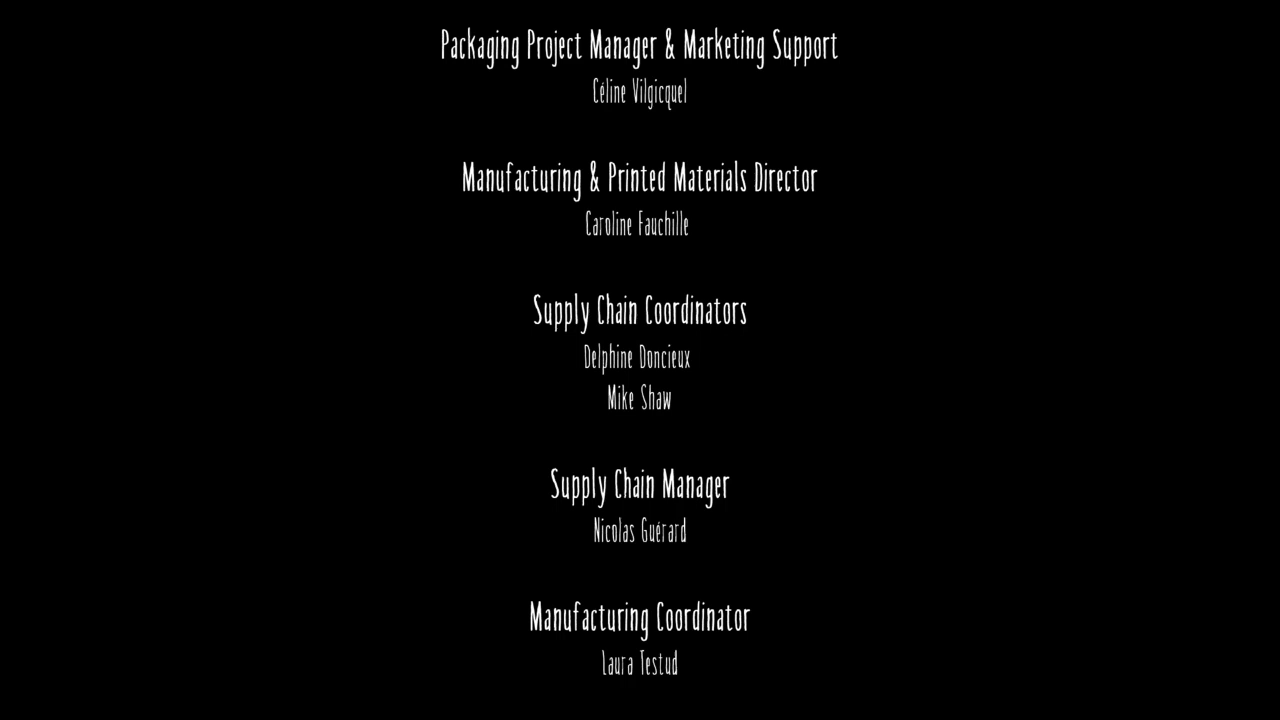 Packaging Project Manager & Marketing Support
Céline Vilgicquel
Manufacturing & Printed Materials Director
Caroline Fauchille
Supply Chain Coordinators
Delphine Doncieux
Mike Shaw
Supply Chain Manager
Nicolas Guérard
Manufacturing Coordinator
Laura Testud